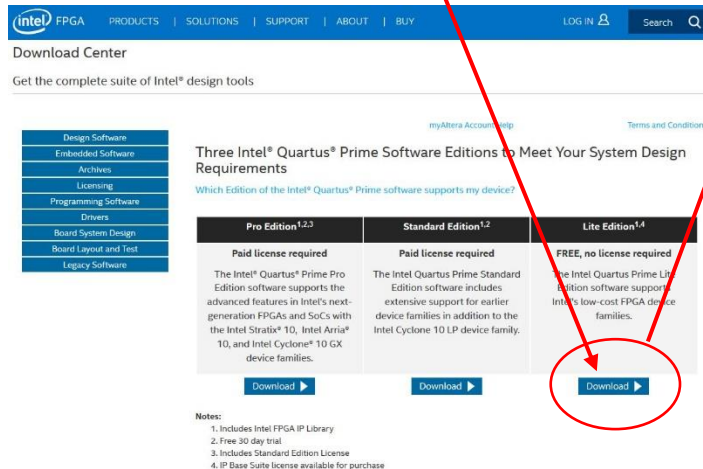 intel FPGA PRODUCTS | SOLUTIONS | SUPPORT | ABOUT | BUY LOG IN Search
Download Center
Get the complete suite of Intel® design tools
myAltera Account Help Terms and Condition
Design Software
Embedded Software
Archives
Licensing
Programming Software
Drivers
Board System Design
Board Layout and Test
Legacy Software
Three Intel® Quartus® Prime Software Editions to Meet Your System Design
Requirements
Which Edition of the Intel® Quartus® Prime software supports my device?
Pro Edition1,2,3
Paid license required
The Intel® Quartus® Prime Pro
Edition software supports the
advanced features in Intel's next-
generation FPGAs and SoCs with
the Intel Stratix® 10, Intel Arria®
10, and Intel Cyclone® 10 GX
device families.
Download
Standard Edition1,2
Paid license required
The Intel Quartus Prime Standard
Edition software includes
extensive support for earlier
device families in addition to the
Intel Cyclone 10 LP device family.
Download
Lite Edition1,4
FREE, no license required
The Intel Quartus Prime Lite
Edition software supports
Intel's low-cost FPGA device
families.
Download
Notes:
1. Includes Intel FPGA IP Library
2. Free 30 day trial
3. Includes Standard Edition License
4. IP Base Suite license available for purchase